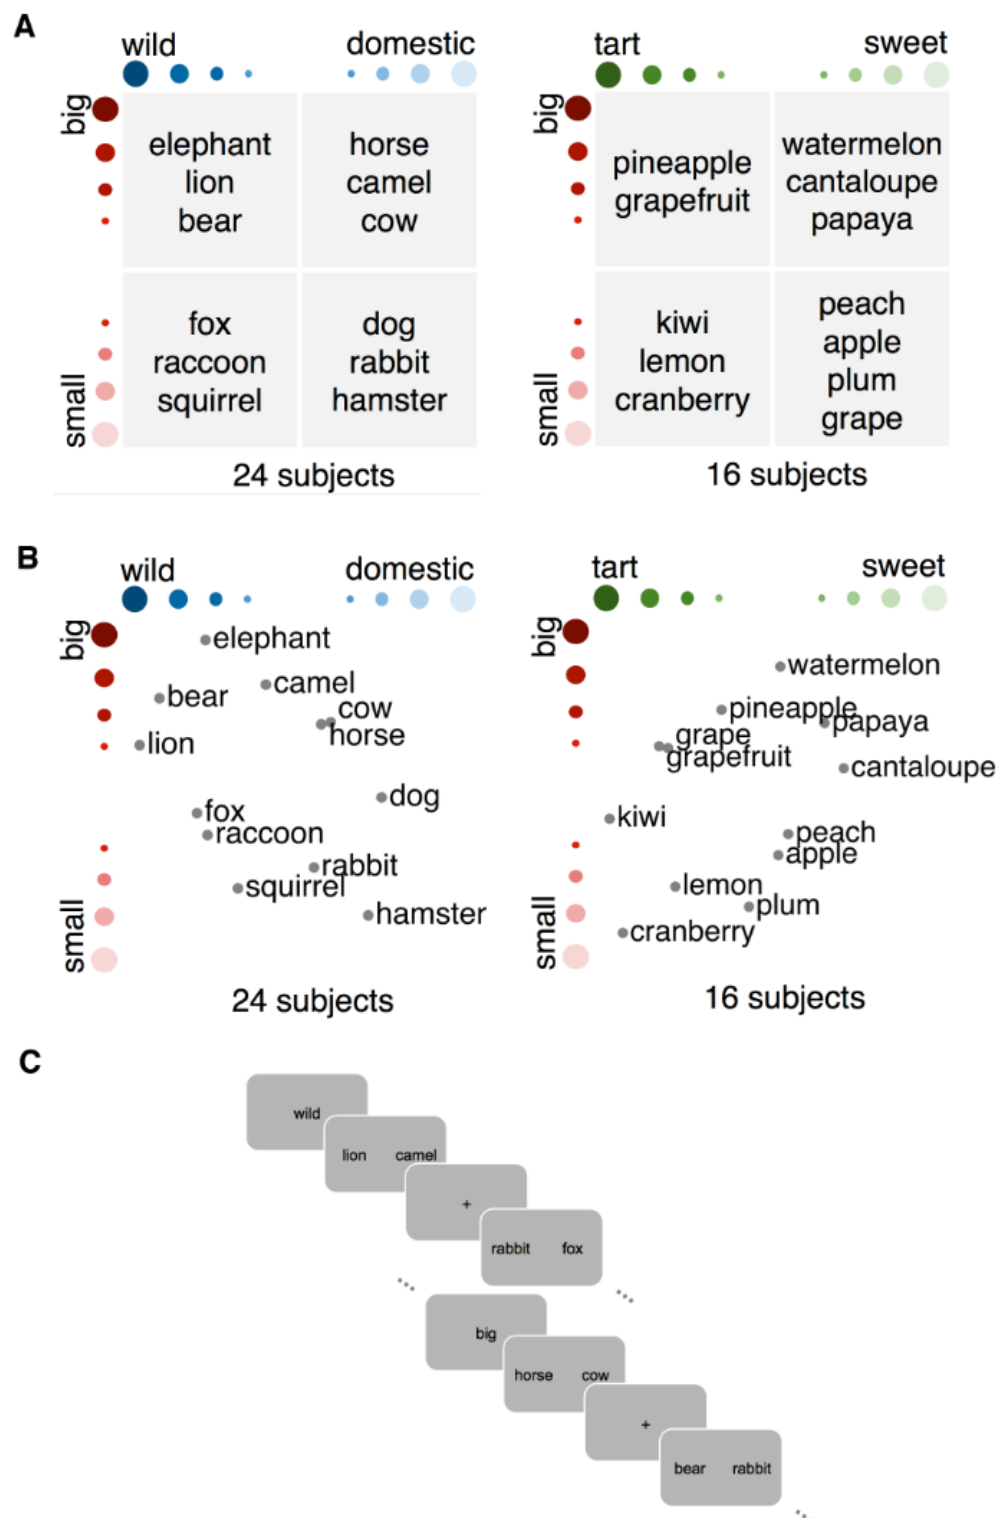 A
wild domestic
big
small
elephant
lion
bear
horse
camel
cow
fox
raccoon
squirrel
dog
rabbit
hamster
24 subjects
tart sweet
big
small
pineapple
grapefruit
watermelon
cantaloupe
papaya
kiwi
lemon
cranberry
peach
apple
plum
grape
16 subjects
B
wild domestic
big
small
elephant
camel
bear
cow
horse
lion
dog
fox
raccoon
rabbit
squirrel
hamster
24 subjects
tart sweet
big
small
watermelon
pineapple
papaya
grape
grapefruit
cantaloupe
kiwi
peach
apple
lemon
plum
cranberry
16 subjects
C
wild
lion camel
+
rabbit fox
big
horse cow
+
bear rabbit